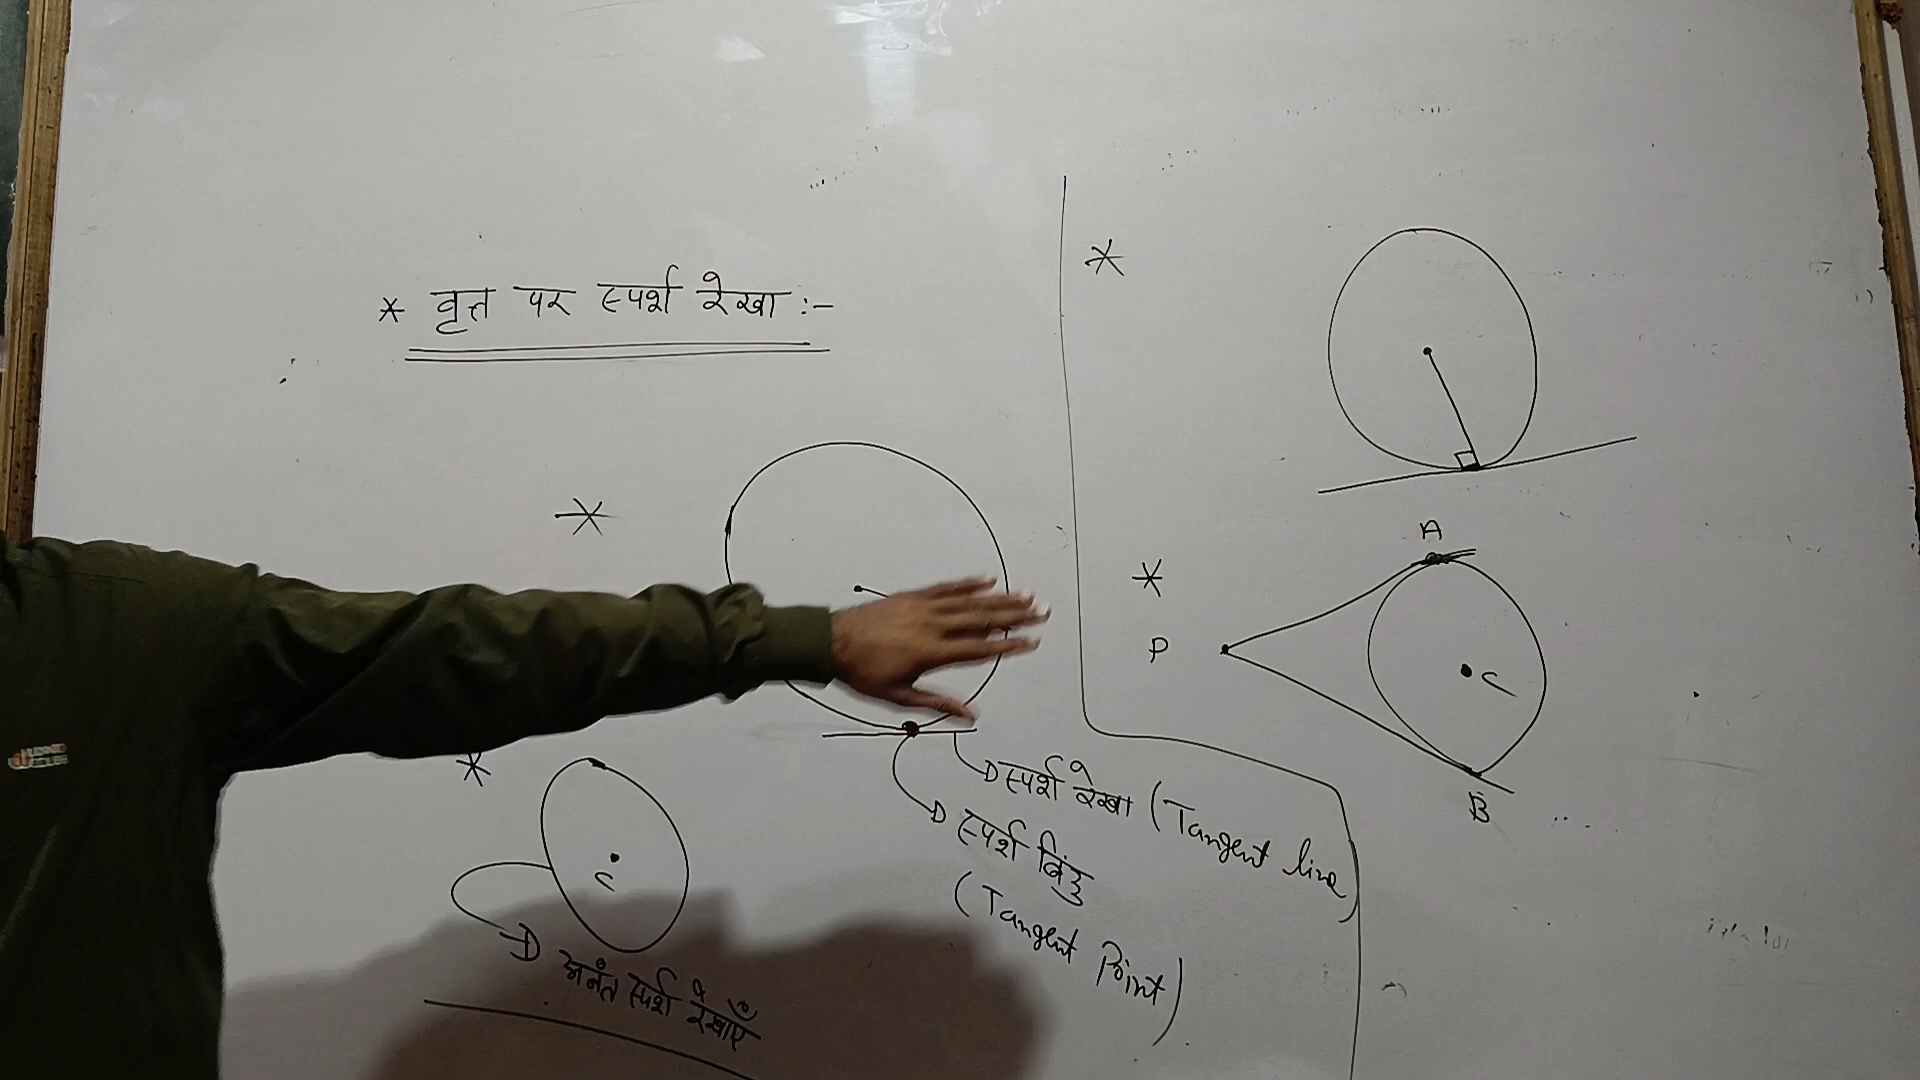 * वृत्त पर स्पर्श रेखा :-
*
स्पर्श रेखा (Tangent line)
स्पर्श बिंदु
(Tangent Point)
*
C
अनंत स्पर्श रेखाएँ
*
*
A
P
C
B